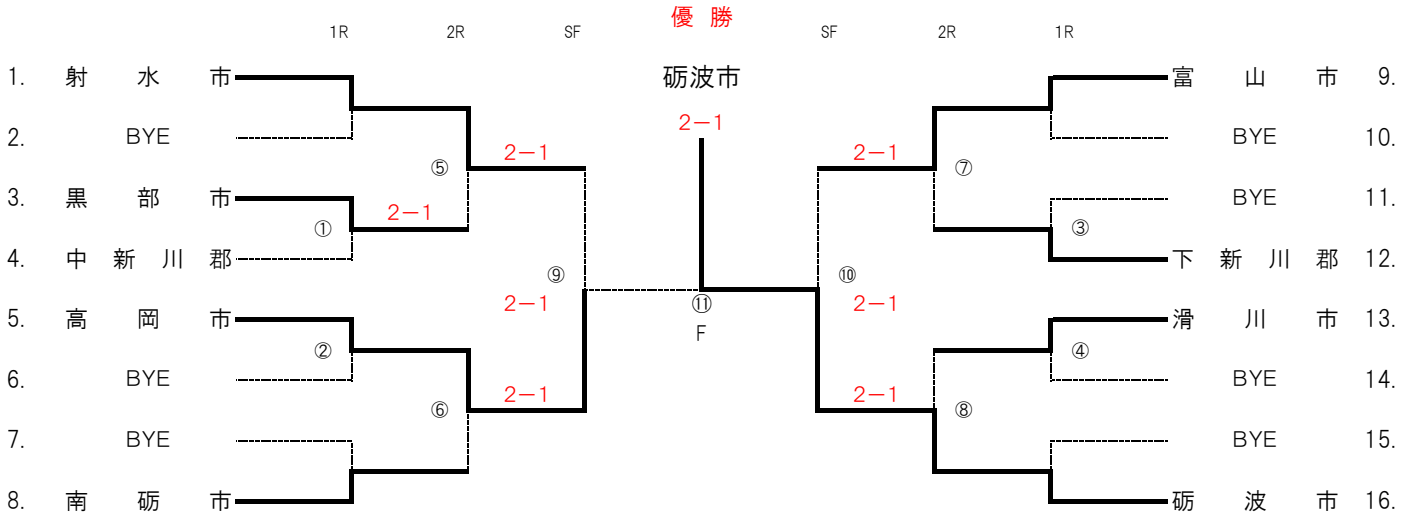 優 勝
1R 2R SF SF 2R 1R
砺波市
1. 射 水 市 富 山 市 9.
2-1
2. BYE BYE 10.
2-1 2-1
⑤ ⑦
3. 黒 部 市 BYE 11.
2-1
① ③
4. 中 新 川 郡 下 新 川 郡 12.
⑨ ⑩
2-1 ⑪ 2-1
5. 高 岡 市 F 滑 川 市 13.
② ④
6. BYE BYE 14.
2-1 2-1
⑥ ⑧
7. BYE BYE 15.
8. 南 砺 市 砺 波 市 16.